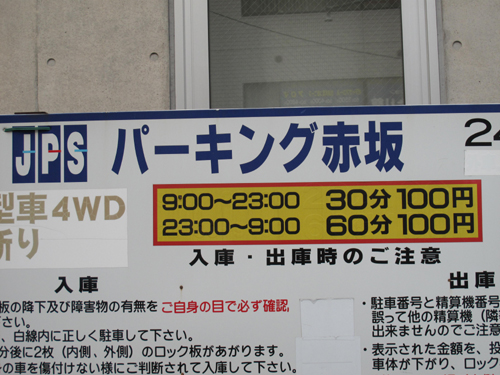 JPS パーキング赤坂
24
型車4WD
断り
9:00〜23:00 30分100円
23:00〜9:00 60分100円
入庫・出庫時のご注意
入庫
板の降下及び障害物の有無をご自身の目で必ず確認
さい。
、白線内に正しく駐車して下さい。
分後に2枚(内側、外側)のロック板があがります。
の車を傷付けない様にご判断されて入庫して下さい。
出庫
・駐車番号と精算機番号
誤って他の精算機(隣
出来ませんのでご注意
・表示された金額を、投
車体が下がり、ロック